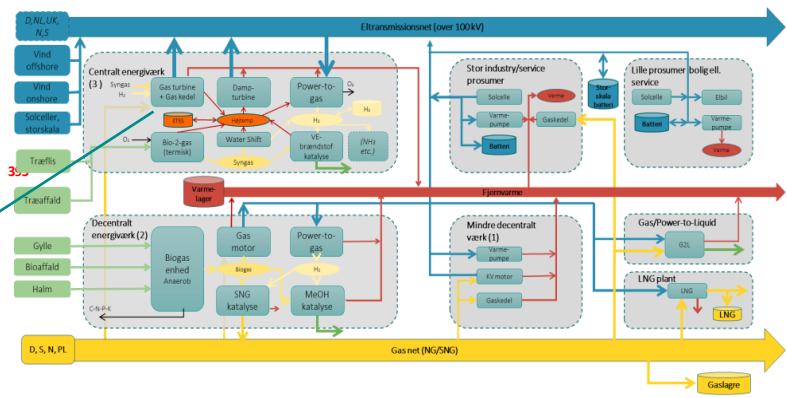 D,NL,UK,
N,S
Eltransmissionsnet (over 100 kV)
Vind
offshore
Vind
onshore
Solceller,
storskala
Træflis
Træaffald
Gylle
Bioaffald
Halm
D, S, N, PL
Centralt energiværk
(3 )
Syngas
H₂
Gas turbine
+ Gas kedel
Damp-
turbine
Power-to-
gas
O₂
H₂
H₂
ETES
Højtemp
O₂
Bio-2-gas
(termisk)
Water Shift
VE-
brændstof
katalyse
(NH₃
etc.)
Syngas
Stor industry/service
prosumer
Solcelle
Varme
Varme-
pumpe
Gaskedel
Batteri
Stor-
skala
batteri
Lille prosumer bolig ell.
service
Solcelle
Elbil
Batteri
Varme-
pumpe
Varme
Varme-
lager
Fjernvarme
Decentralt
energiværk (2)
Biogas
enhed
Anaerob
C-N-P-K
Gas
motor
Power-to-
gas
Biogas
H₂
SNG
katalyse
MeOH
katalyse
Mindre decentralt
værk (1)
Varme-
pumpe
KV motor
Gaskedel
Gas/Power-to-Liquid
G2L
LNG plant
LNG
LNG
Gas net (NG/SNG)
Gaslagre